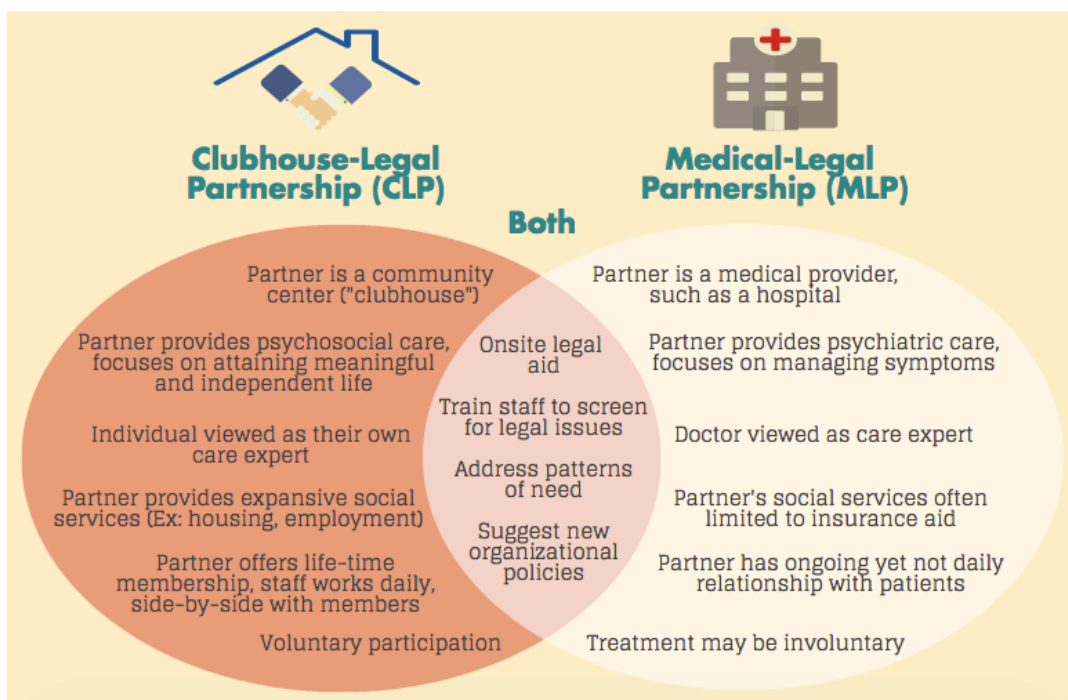 Clubhouse-Legal
Partnership (CLP)
Medical-Legal
Partnership (MLP)
Both
Partner is a community
center ("clubhouse")
Partner provides psychosocial care,
focuses on attaining meaningful
and independent life
Individual viewed as their own
care expert
Partner provides expansive social
services (Ex: housing, employment)
Partner offers life-time
membership, staff works daily,
side-by-side with members
Voluntary participation
Onsite legal
aid
Train staff to screen
for legal issues
Address patterns
of need
Suggest new
organizational
policies
Partner is a medical provider,
such as a hospital
Partner provides psychiatric care,
focuses on managing symptoms
Doctor viewed as care expert
Partner's social services often
limited to insurance aid
Partner has ongoing yet not daily
relationship with patients
Treatment may be involuntary